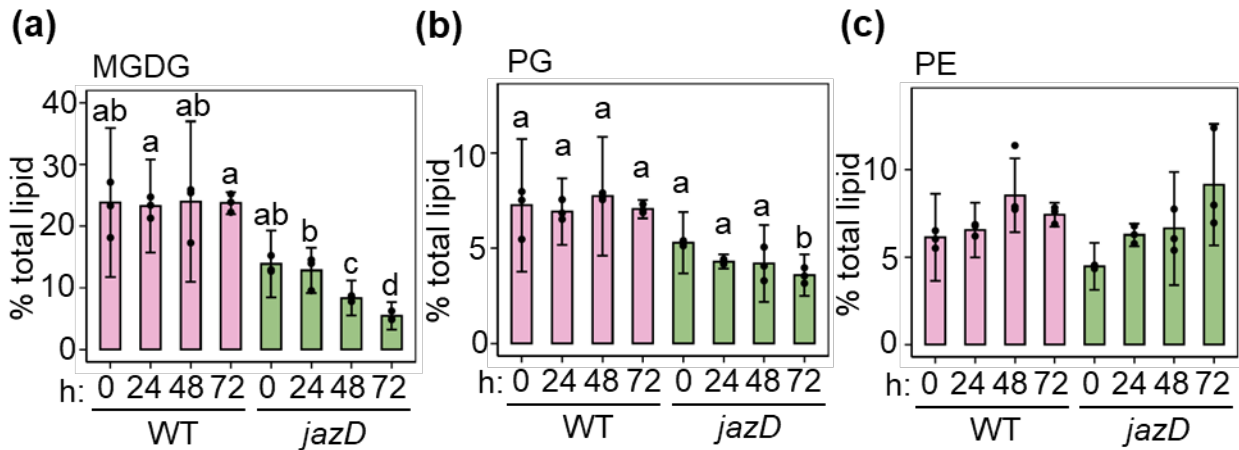 (a)
MGDG
% total lipid
40
30
20
10
0
ab a ab a ab b c d
h: 0 24 48 72 0 24 48 72
WT jazD
(b)
PG
% total lipid
10
5
0
a a a a a a a b
h: 0 24 48 72 0 24 48 72
WT jazD
(c)
PE
% total lipid
10
5
0
h: 0 24 48 72 0 24 48 72
WT jazD